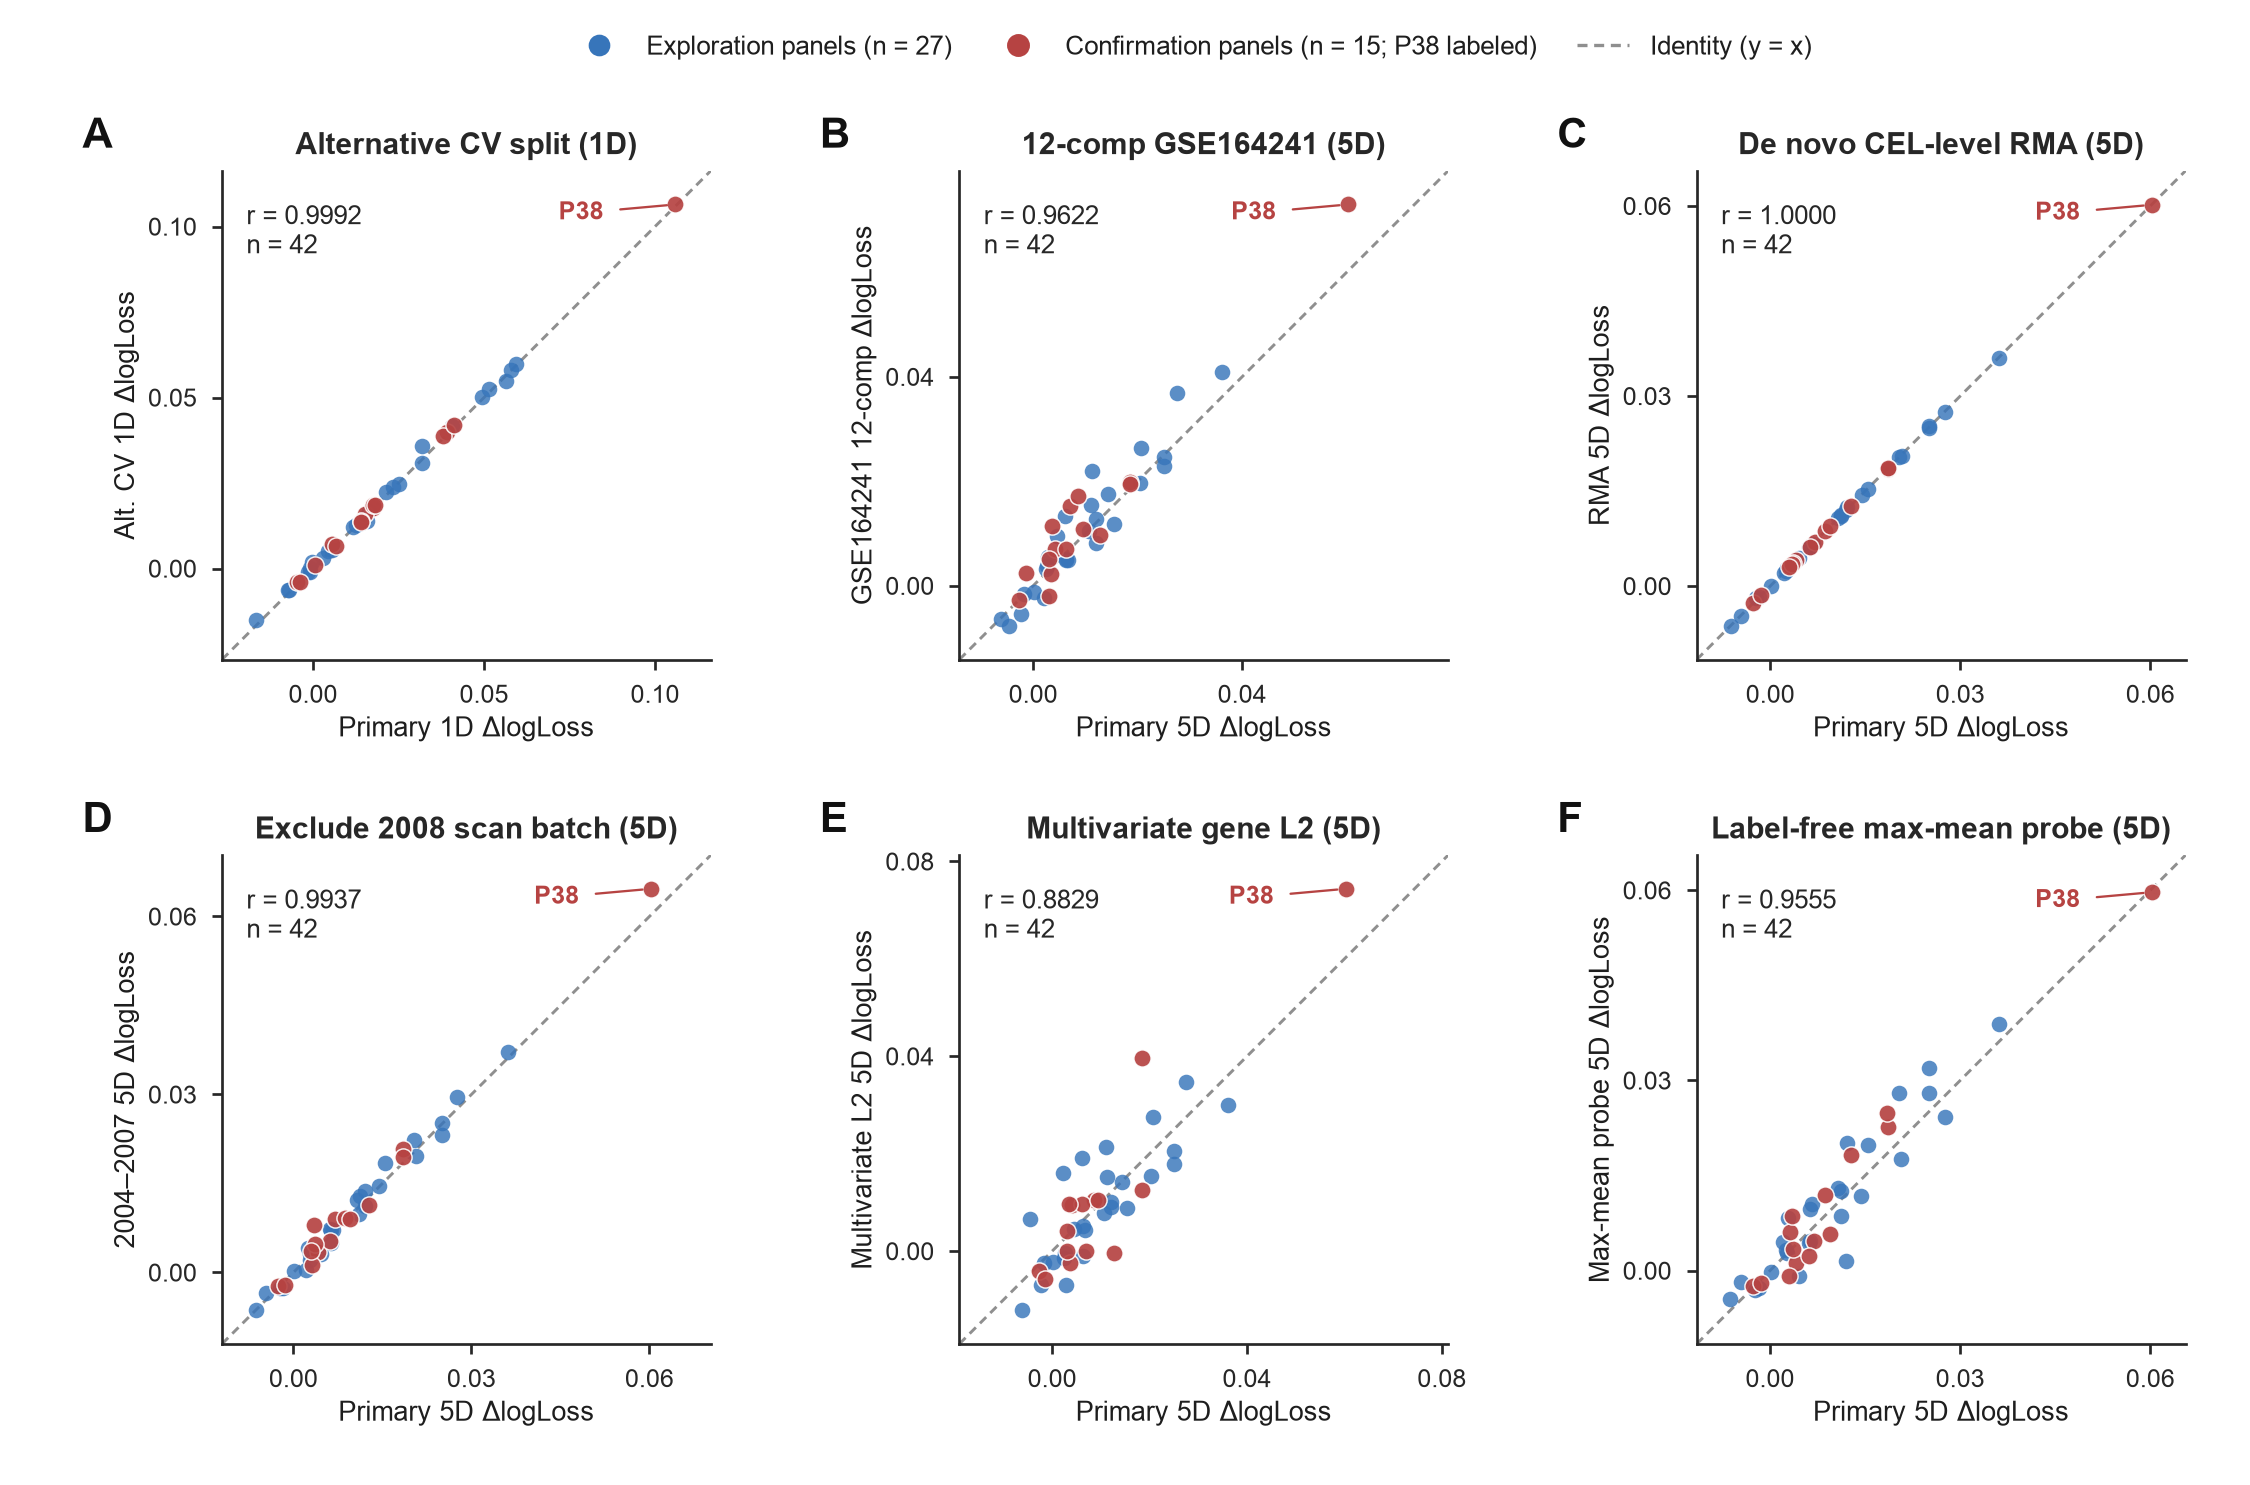 Exploration panels (n = 27)
Confirmation panels (n = 15; P38 labeled)
Identity (y = x)
A
Alternative CV split (1D)
r = 0.9992
n = 42
P38
0.10
0.05
0.00
Alt. CV 1D ΔlogLoss
0.00
0.05
0.10
Primary 1D ΔlogLoss
B
12-comp GSE164241 (5D)
r = 0.9622
n = 42
P38
0.04
0.00
GSE164241 12-comp ΔlogLoss
0.00
0.04
Primary 5D ΔlogLoss
C
De novo CEL-level RMA (5D)
r = 1.0000
n = 42
P38
0.06
0.03
0.00
RMA 5D ΔlogLoss
0.00
0.03
0.06
Primary 5D ΔlogLoss
D
Exclude 2008 scan batch (5D)
r = 0.9937
n = 42
P38
0.06
0.03
0.00
2004–2007 5D ΔlogLoss
0.00
0.03
0.06
Primary 5D ΔlogLoss
E
Multivariate gene L2 (5D)
r = 0.8829
n = 42
P38
0.08
0.04
0.00
Multivariate L2 5D ΔlogLoss
0.00
0.04
0.08
Primary 5D ΔlogLoss
F
Label-free max-mean probe (5D)
r = 0.9555
n = 42
P38
0.06
0.03
0.00
Max-mean probe 5D ΔlogLoss
0.00
0.03
0.06
Primary 5D ΔlogLoss